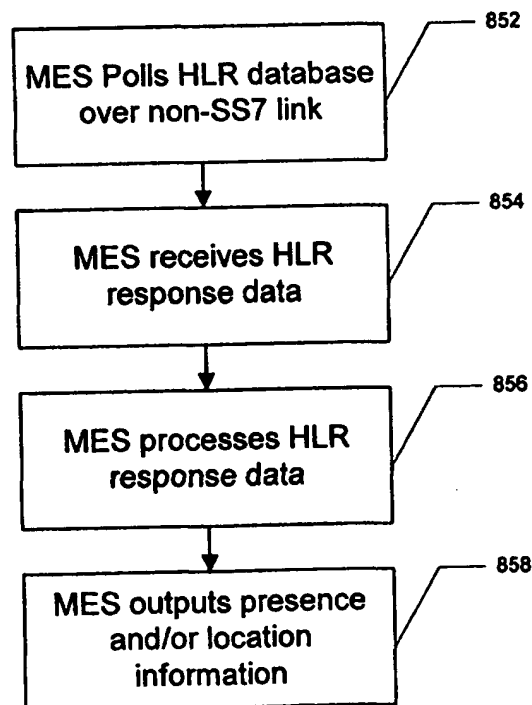 852
MES Polls HLR database
over non-SS7 link
854
MES receives HLR
response data
856
MES processes HLR
response data
858
MES outputs presence
and/or location
information